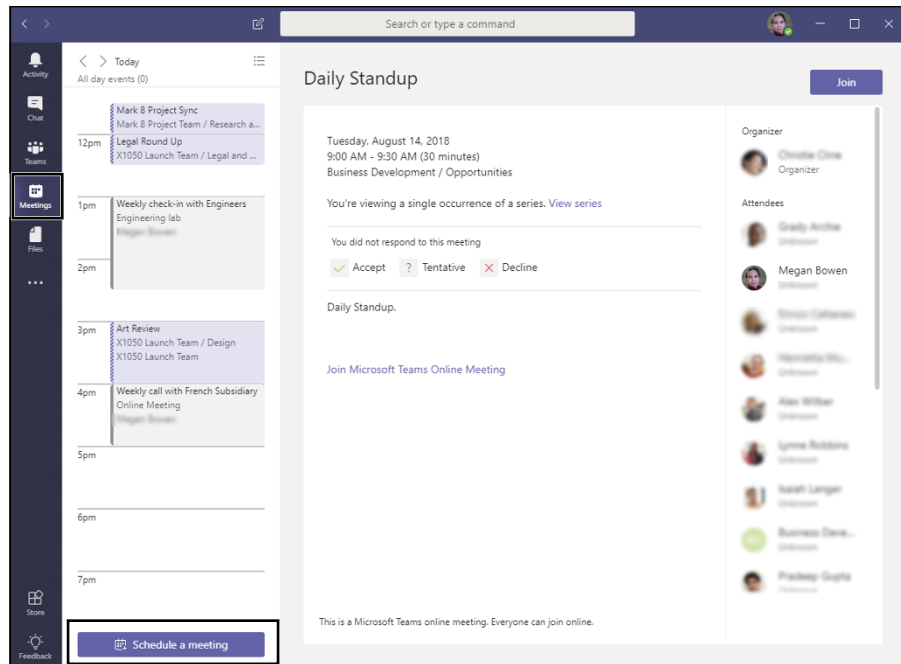 Search or type a command
Activity
Chat
Teams
Meetings
Files
Store
Feedback
Today
All day events (0)
Mark 8 Project Sync
Mark 8 Project Team / Research a...
12pm
Legal Round Up
X1050 Launch Team / Legal and ...
1pm
Weekly check-in with Engineers
Engineering lab
2pm
3pm
Art Review
X1050 Launch Team / Design
X1050 Launch Team
4pm
Weekly call with French Subsidiary
Online Meeting
5pm
6pm
7pm
Schedule a meeting
Daily Standup
Join
Tuesday, August 14, 2018
9:00 AM - 9:30 AM (30 minutes)
Business Development / Opportunities
You're viewing a single occurrence of a series. View series
You did not respond to this meeting
Accept ? Tentative Decline
Daily Standup.
Join Microsoft Teams Online Meeting
This is a Microsoft Teams online meeting. Everyone can join online.
Organizer
Organizer
Attendees
Megan Bowen